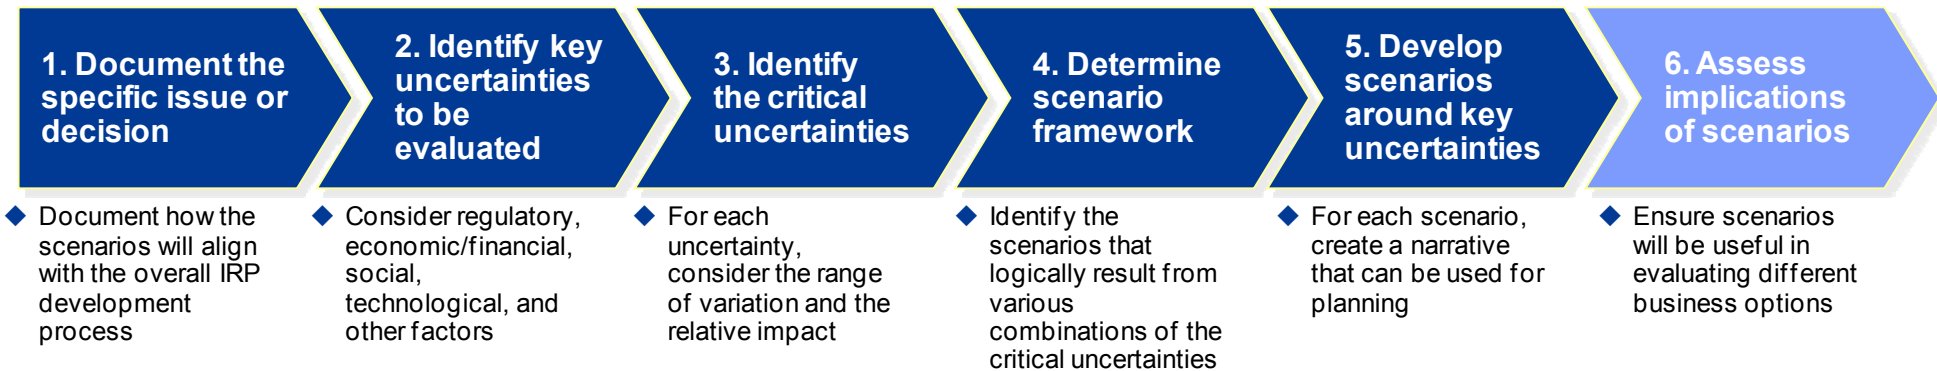 1. Document the
specific issue or
decision
2. Identify key
uncertainties
to be
evaluated
3. Identify
the critical
uncertainties
4. Determine
scenario
framework
5. Develop
scenarios
around key
uncertainties
6. Assess
implications
of scenarios
◆ Document how the
scenarios will align
with the overall IRP
development
process
◆ Consider regulatory,
economic/financial,
social,
technological, and
other factors
◆ For each
uncertainty,
consider the range
of variation and the
relative impact
◆ Identify the
scenarios that
logically result from
various
combinations of the
critical uncertainties
◆ For each scenario,
create a narrative
that can be used for
planning
◆ Ensure scenarios
will be useful in
evaluating different
business options